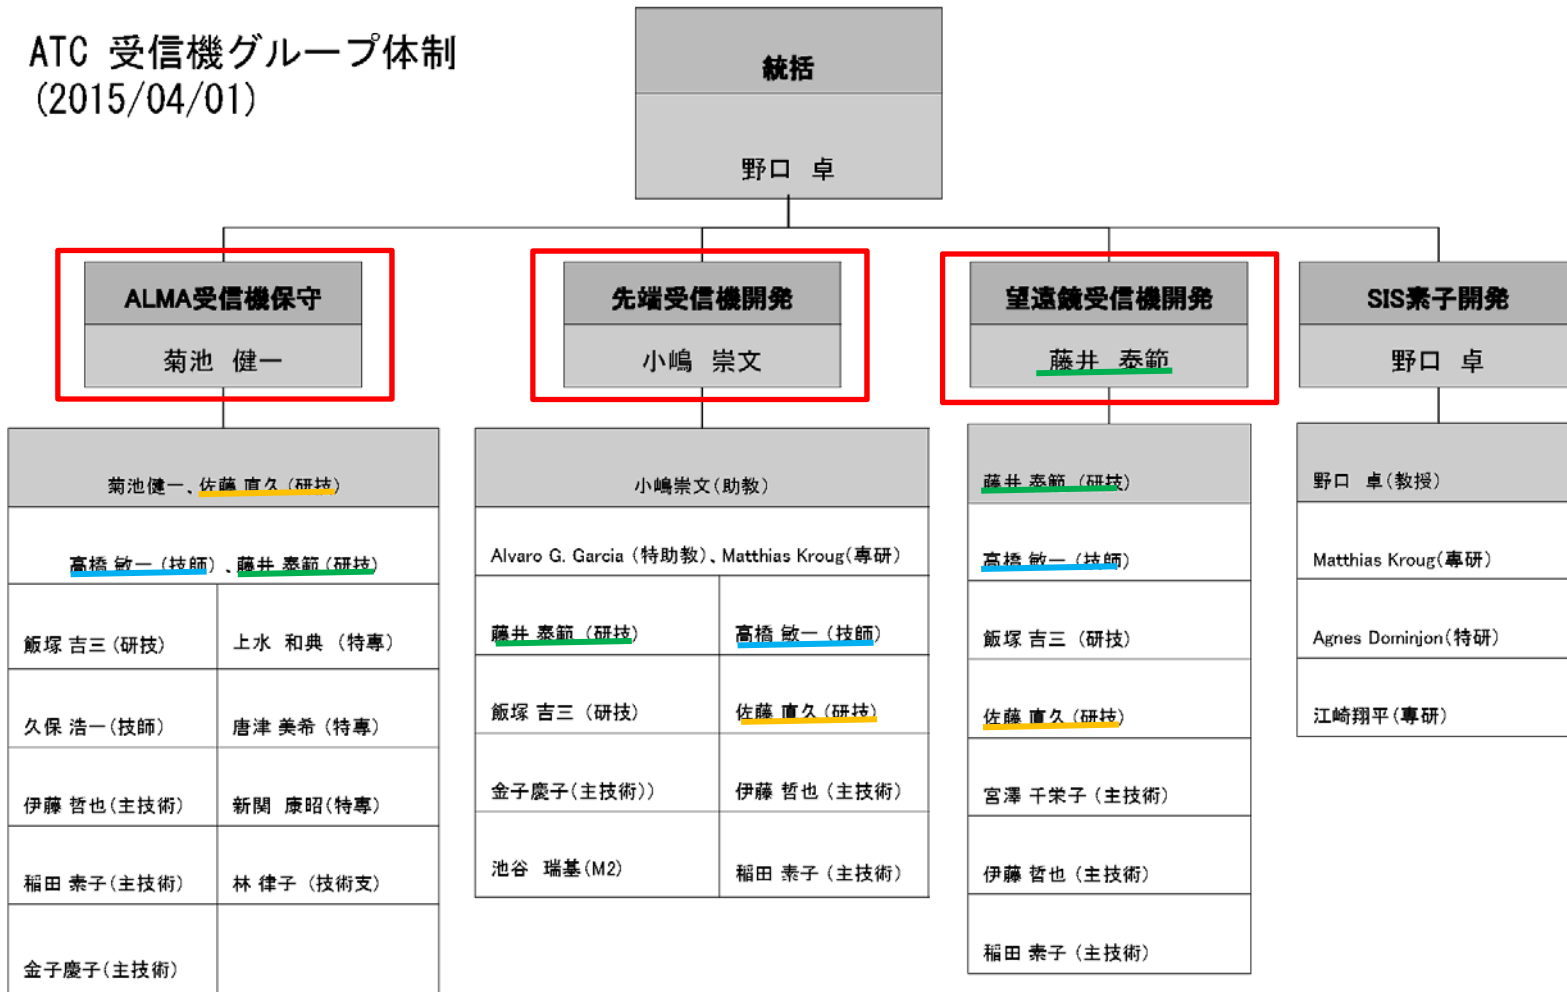 ATC 受信機グループ体制
(2015/04/01)
統括
野口 卓
ALMA受信機保守
菊池 健一
先端受信機開発
小嶋 崇文
望遠鏡受信機開発
藤井 泰範
SIS素子開発
野口 卓
菊池健一、佐藤 直久(研技)
高橋 敏一(技師)、藤井 泰範(研技)
飯塚 吉三(研技)
上水 和典 (特専)
久保 浩一(技師)
唐津 美希(特専)
伊藤 哲也(主技術)
新関 康昭(特専)
稲田 素子(主技術)
林 律子(技術支)
金子慶子(主技術)
小嶋崇文(助教)
Alvaro G. Garcia (特助教)、Matthias Kroug(専研)
藤井 泰範 (研技)
高橋 敏一(技師)
飯塚 吉三 (研技)
佐藤 直久(研技)
金子慶子(主技術))
伊藤 哲也(主技術)
池谷 瑞基(M2)
稲田 素子(主技術)
藤井 泰範 (研技)
高橋 敏一 (技師)
飯塚 吉三 (研技)
佐藤 直久(研技)
宮澤 千栄子(主技術)
伊藤 哲也(主技術)
稲田 素子(主技術)
野口 卓(教授)
Matthias Kroug(専研)
Agnes Dominjon(特研)
江崎翔平(専研)